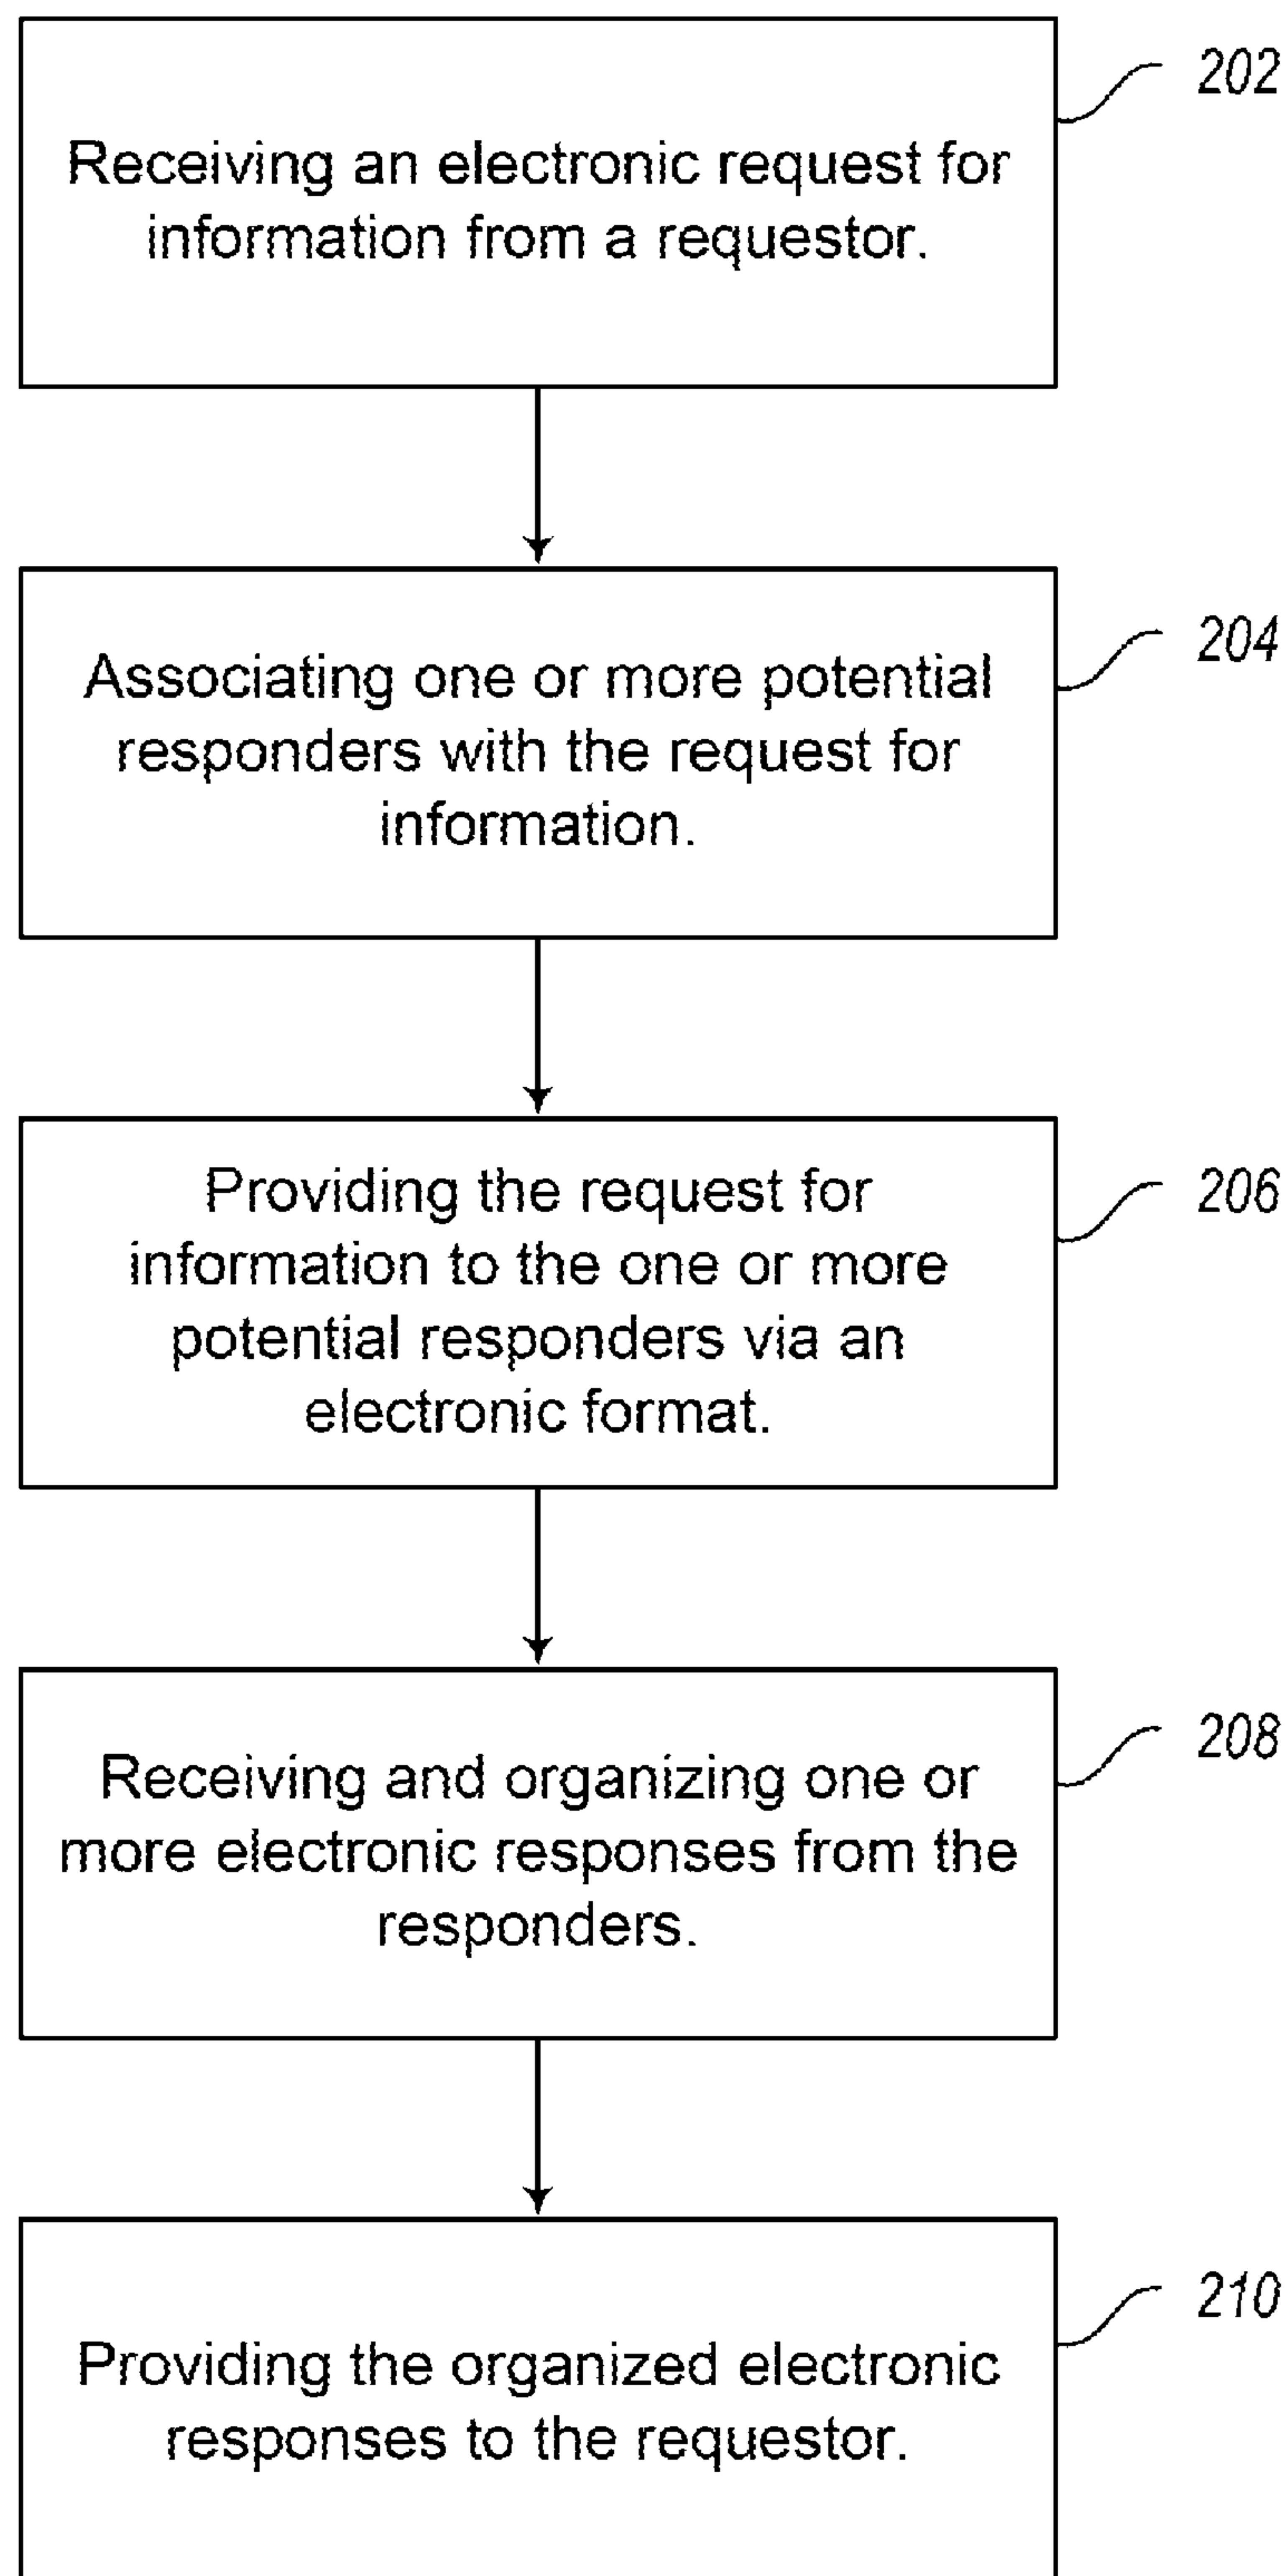 Receiving an electronic request for
information from a requestor.
202
Associating one or more potential
responders with the request for
information.
204
Providing the request for
information to the one or more
potential responders via an
electronic format.
206
Receiving and organizing one or
more electronic responses from the
responders.
208
Providing the organized electronic
responses to the requestor.
210